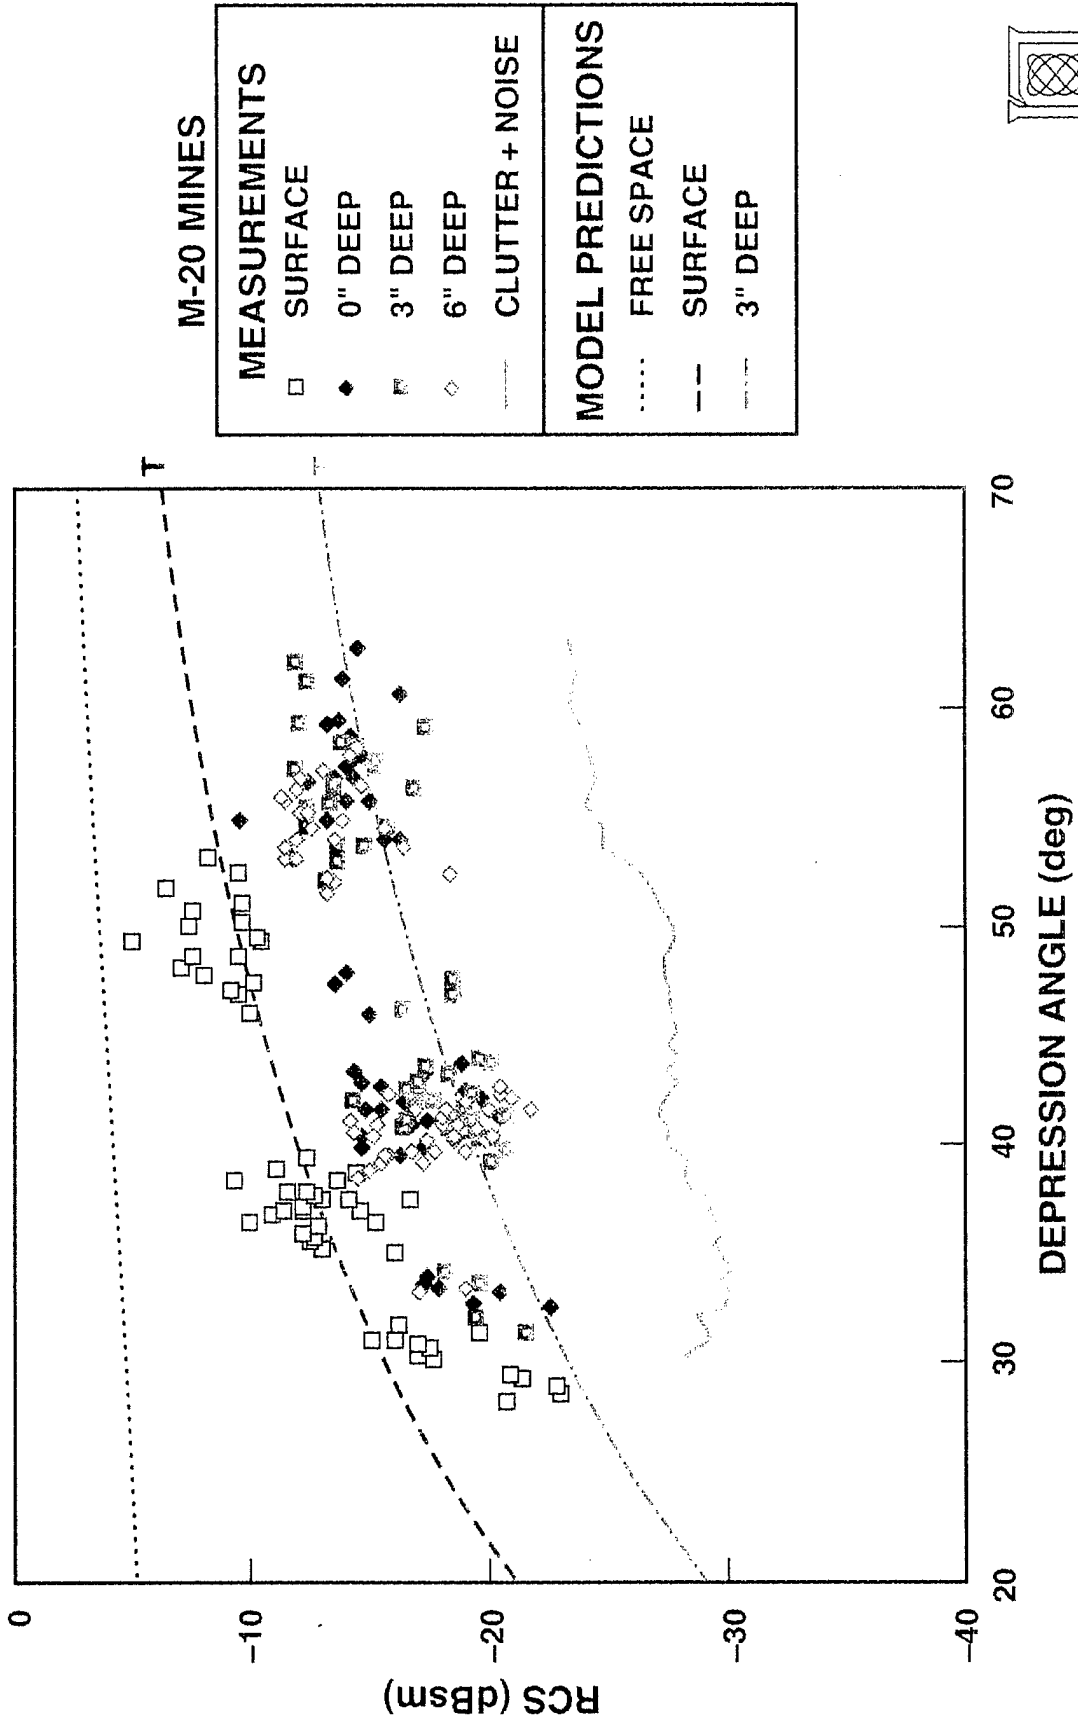 M-20 MINES
MEASUREMENTS
SURFACE
0" DEEP
3" DEEP
6" DEEP
CLUTTER + NOISE
MODEL PREDICTIONS
FREE SPACE
SURFACE
3" DEEP
T
T
0
-10
-20
-30
-40
RCS (dBsm)
20
30
40
50
60
70
DEPRESSION ANGLE (deg)